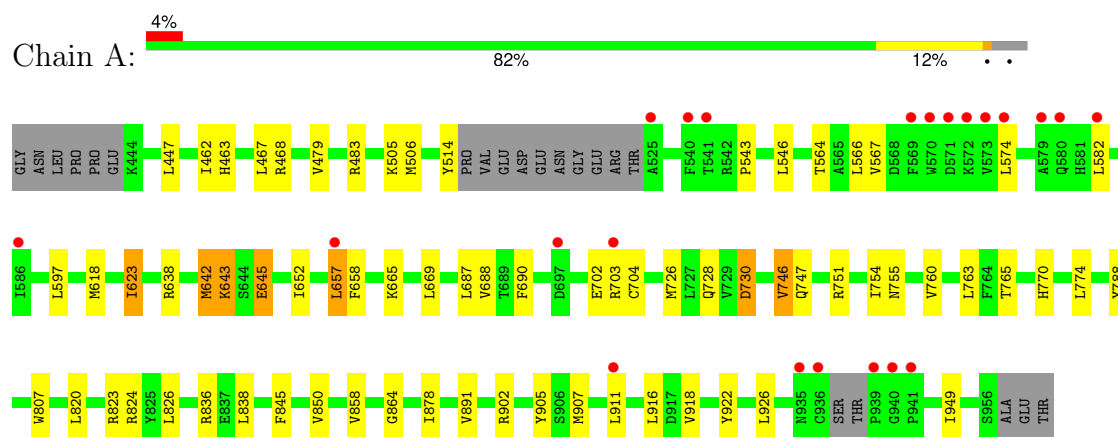 4%
Chain A:
82% 12% • •
GLY ASN LEU PRO PRO GLU K444 L447 I462 H463 L467 R468 V479 R483 K505 M506 Y514 PRO VAL GLU ASP GLU ASN GLY GLU ARG THR A525 F540 T541 R542 P543 L546 T564 A565 L566 V567 D568 F569 W570 D571 K572 V573 L574 A579 Q580 H581 L582
I586 L597 M618 I623 R638 M642 K643 S644 E645 I652 L657 F658 K665 L669 L687 V688 T689 F690 D697 E702 R703 C704 M726 L727 Q728 V729 D730 V746 Q747 R751 I754 N755 V760 L763 F764 T765 H770 L774
W807 L820 R823 R824 Y825 L826 R836 E837 L838 F845 V850 V858 G864 I878 V891 R902 Y905 S906 M907 L911 L916 D917 V918 Y922 L926 N935 C936 SER THR P939 G940 P941 I949 S956 ALA GLU THR